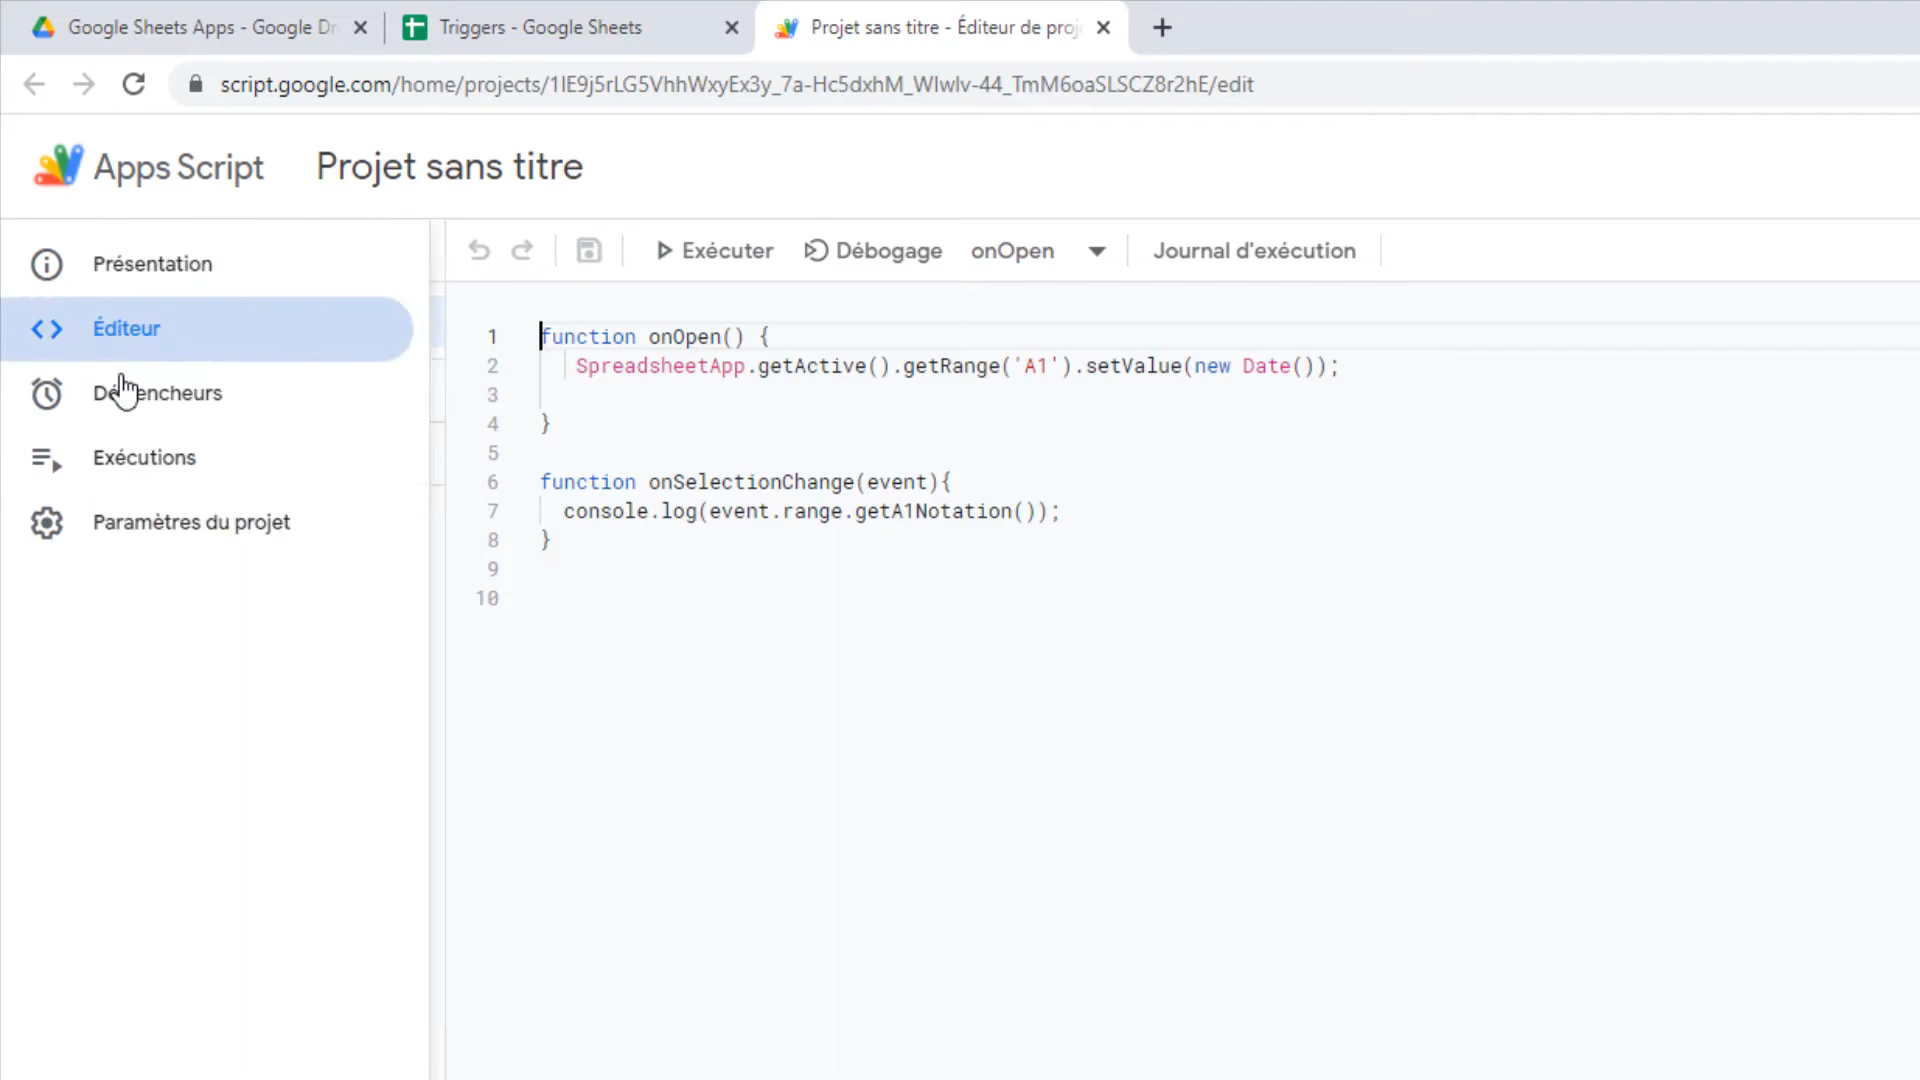 Google Sheets Apps - Google Dr
Triggers - Google Sheets
Projet sans titre - Éditeur de proj
script.google.com/home/projects/1lE9j5rLG5VhhWxyEx3y_7a-Hc5dxhM_WIwlv-44_TmM6oaSLSCZ8r2hE/edit
Apps Script
Projet sans titre
Présentation
Éditeur
Exécutions
Paramètres du projet
Exécuter
Débogage
onOpen
Journal d'exécution
1 function onOpen() {
2 SpreadsheetApp.getActive().getRange('A1').setValue(new Date());
3
4 }
5
6 function onSelectionChange(event){
7 console.log(event.range.getA1Notation());
8 }
9
10